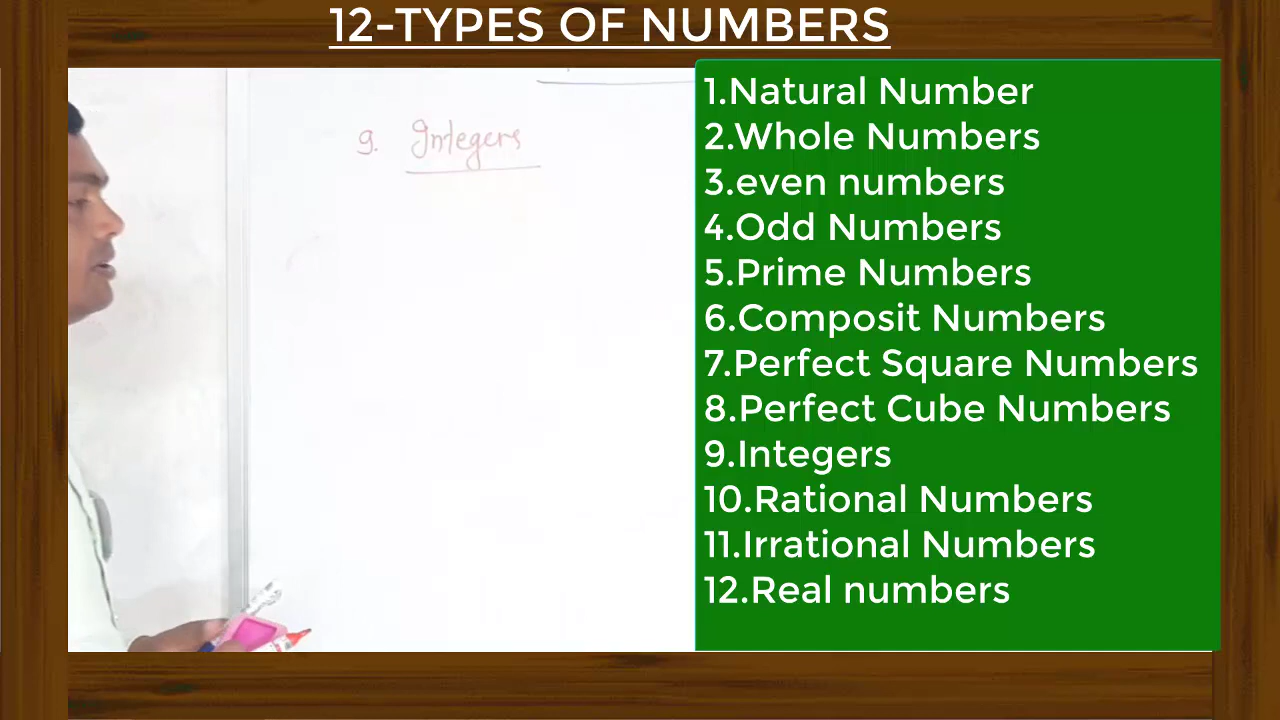 12-TYPES OF NUMBERS
9. Integers
1.Natural Number
2.Whole Numbers
3.even numbers
4.Odd Numbers
5.Prime Numbers
6.Composit Numbers
7.Perfect Square Numbers
8.Perfect Cube Numbers
9.Integers
10.Rational Numbers
11.Irrational Numbers
12.Real numbers